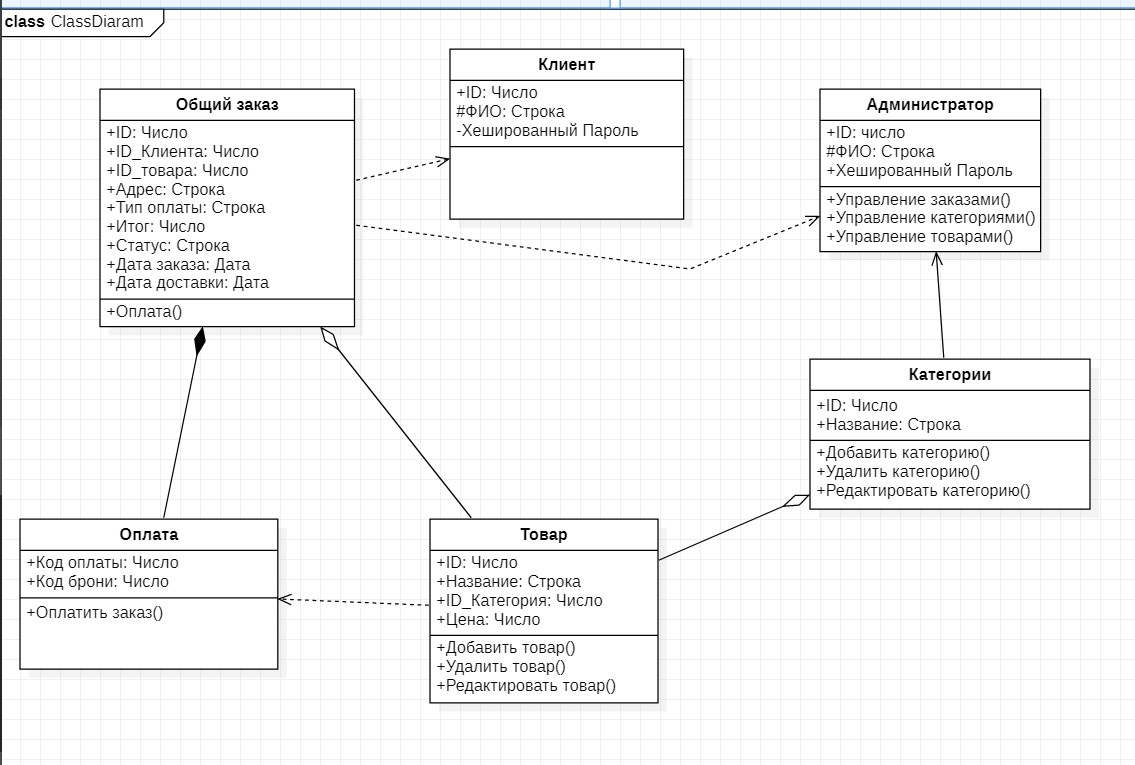 class ClassDiaram
Клиент
+ID: Число
#ФИО: Строка
-Хешированный Пароль
Общий заказ
+ID: Число
+ID_Клиента: Число
+ID_товара: Число
+Адрес: Строка
+Тип оплаты: Строка
+Итог: Число
+Статус: Строка
+Дата заказа: Дата
+Дата доставки: Дата
+Оплата()
Администратор
+ID: число
#ФИО: Строка
+Хешированный Пароль
+Управление заказами()
+Управление категориями()
+Управление товарами()
Категории
+ID: Число
+Название: Строка
+Добавить категорию()
+Удалить категорию()
+Редактировать категорию()
Оплата
+Код оплаты: Число
+Код брони: Число
+Оплатить заказ()
Товар
+ID: Число
+Название: Строка
+ID_Категория: Число
+Цена: Число
+Добавить товар()
+Удалить товар()
+Редактировать товар()